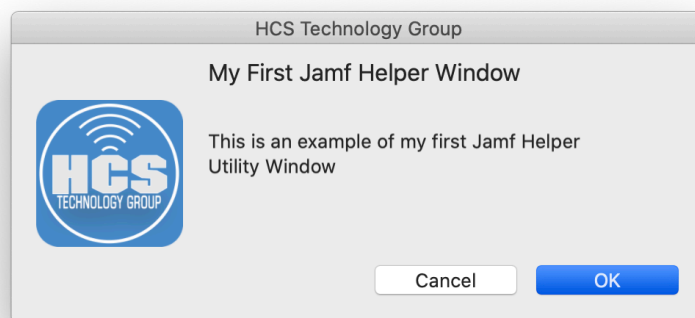 HCS Technology Group
My First Jamf Helper Window
This is an example of my first Jamf Helper
Utility Window
HCS
TECHNOLOGY GROUP
Cancel
OK